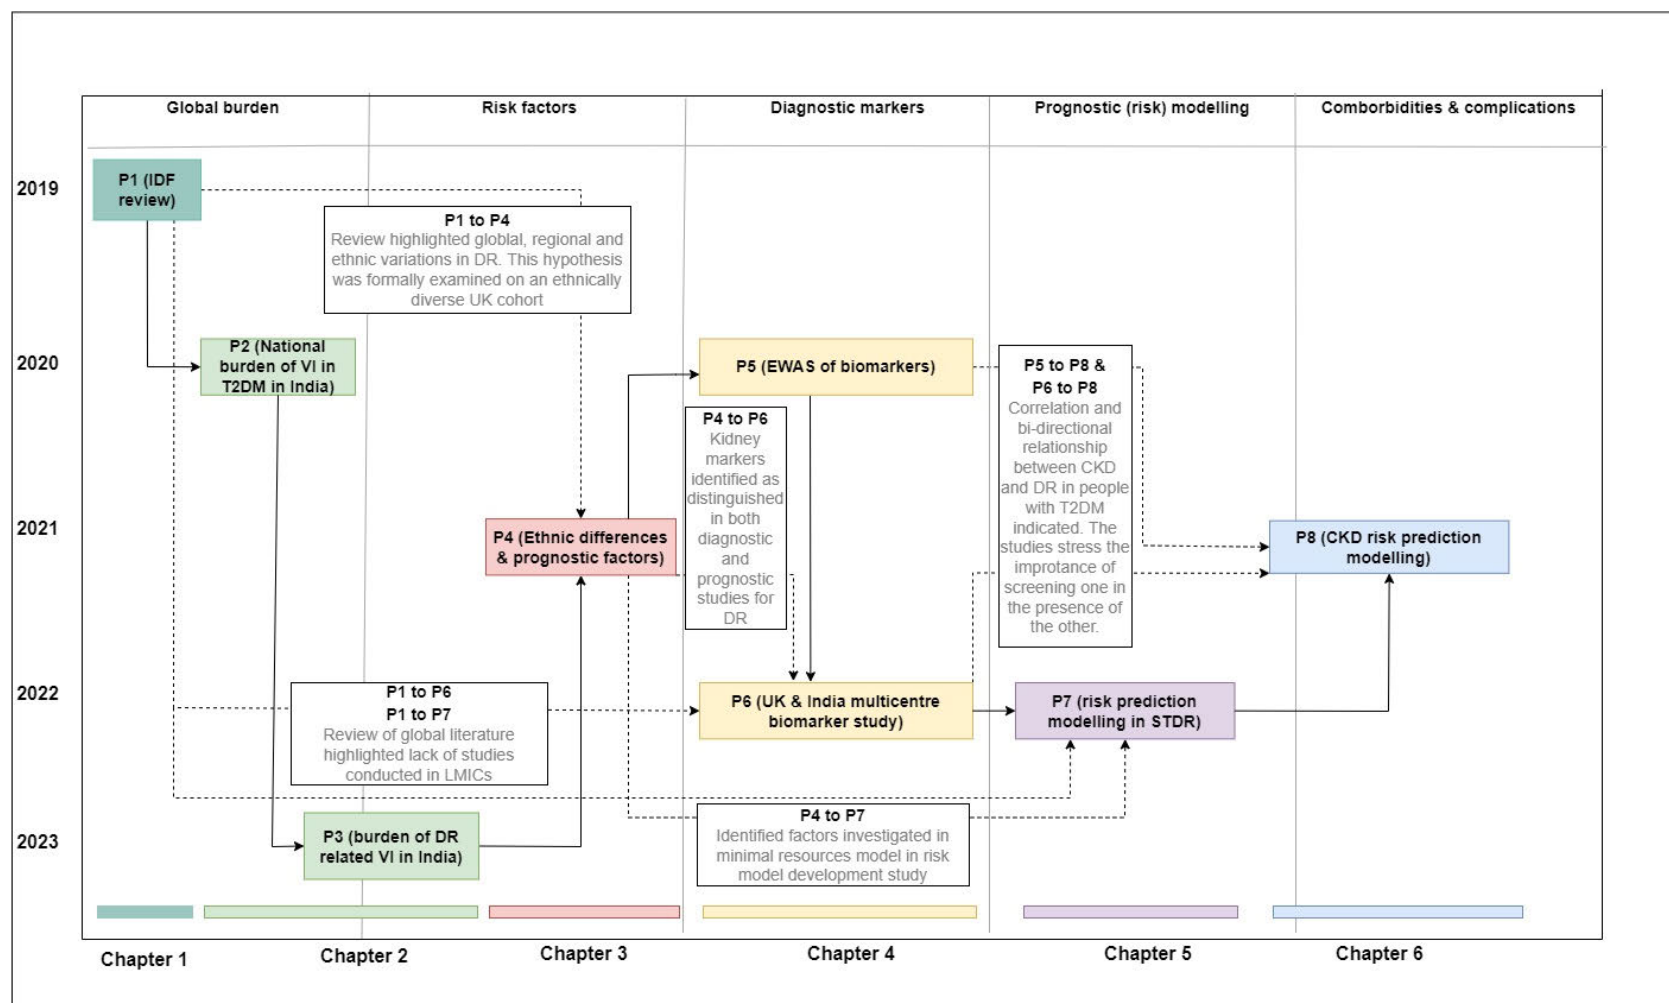 Global burden
Risk factors
Diagnostic markers
Prognostic (risk) modelling
Comborbidities & complications
2019
P1 (IDF
review)
P1 to P4
Review highlighted globlal, regional and
ethnic variations in DR. This hypothesis
was formally examined on an ethnically
diverse UK cohort
2020
P2 (National
burden of VI in
T2DM in India)
P5 (EWAS of biomarkers)
P5 to P8 &
P6 to P8
Correlation and
bi-directional
relationship
between CKD
and DR in people
with T2DM
indicated. The
studies stress the
improtance of
screening one in
the presence of
the other.
P4 to P6
Kidney
markers
identified as
distinguished
in both
diagnostic
and
prognostic
studies for
DR
2021
P4 (Ethnic differences
& prognostic factors)
P8 (CKD risk prediction
modelling)
2022
P1 to P6
P1 to P7
Review of global literature
highlighted lack of studies
conducted in LMICs
P6 (UK & India multicentre
biomarker study)
P7 (risk prediction
modelling in STDR)
2023
P3 (burden of DR
related VI in India)
P4 to P7
Identified factors investigated in
minimal resources model in risk
model development study
Chapter 1
Chapter 2
Chapter 3
Chapter 4
Chapter 5
Chapter 6